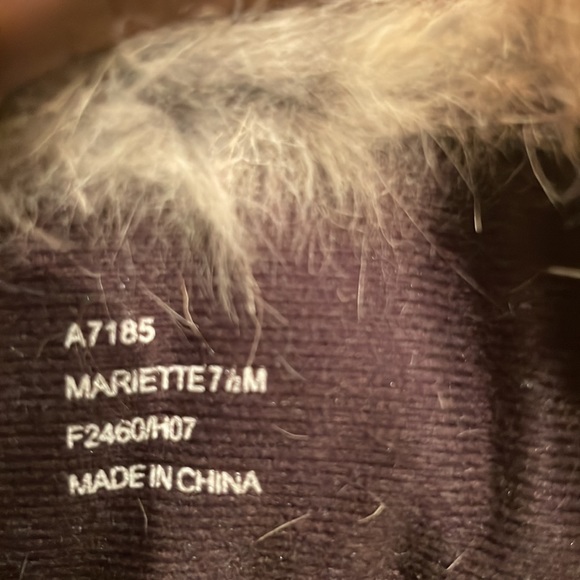 A7185
MARIETTE 7½M
F2460/H07
MADE IN CHINA